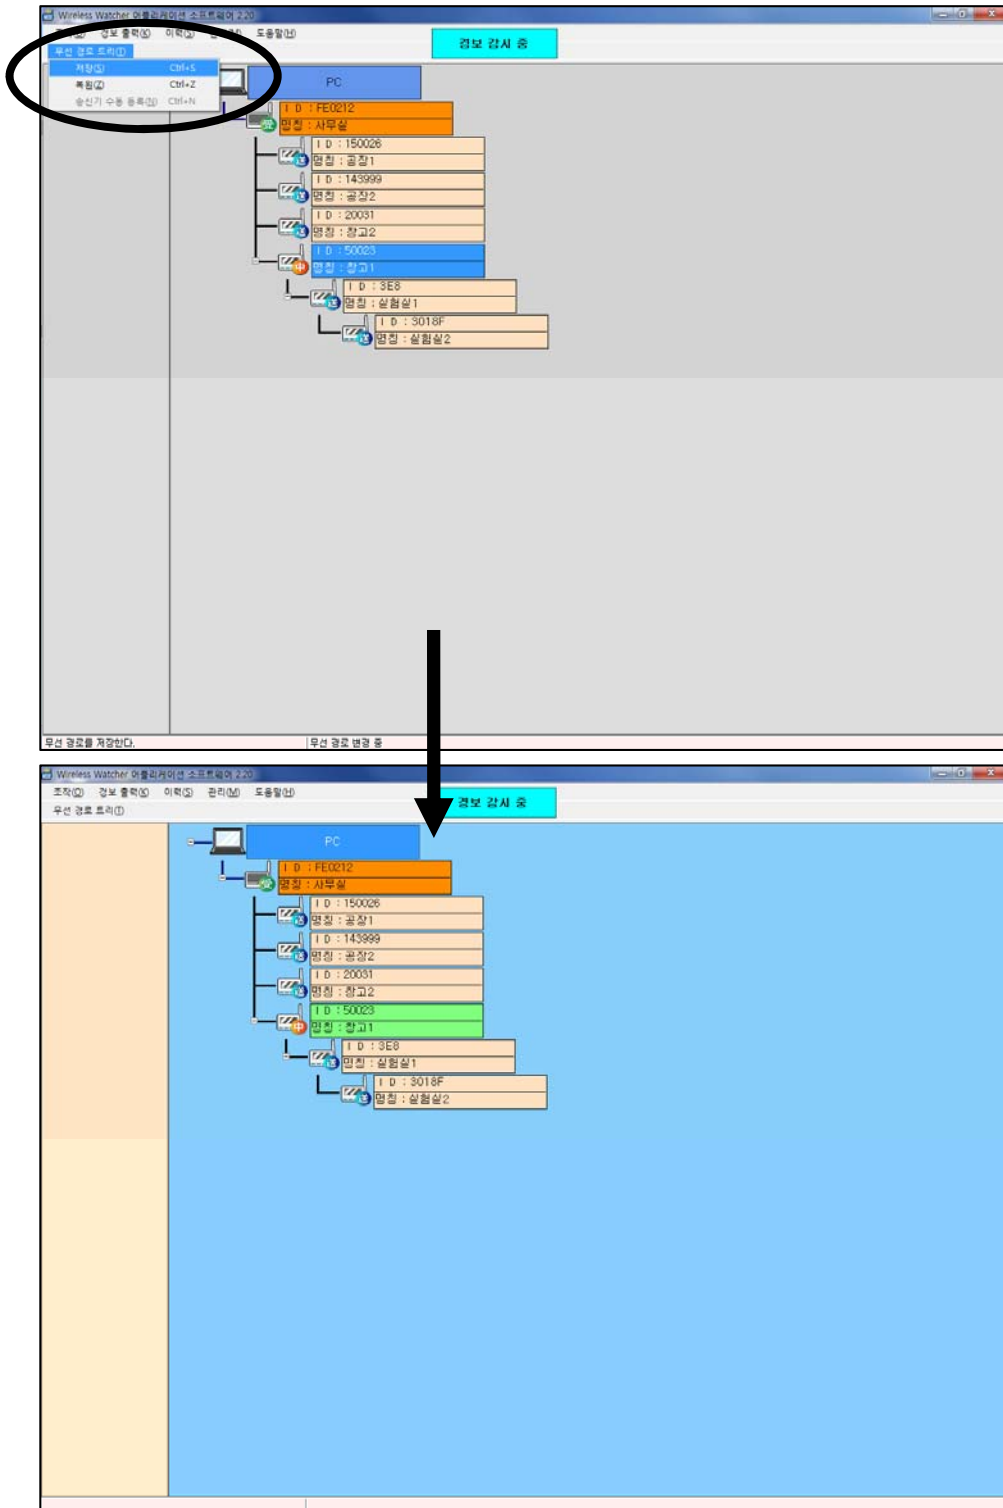 Wireless Watcher 어플리케이션 소프트웨어 2.20
경보 출력(K) 이력(S) 도움말(H)
무선 경로 트리(T)
경보 감시 중
저장(S) Ctrl+S
복원(Z) Ctrl+Z
송신기 수동 등록(N) Ctrl+N
PC
I D : FE0212
명칭 : 사무실
I D : 150026
명칭 : 공장1
I D : 143999
명칭 : 공장2
I D : 20031
명칭 : 창고2
I D : 50023
명칭 : 창고1
I D : 3E8
명칭 : 실험실1
I D : 3018F
명칭 : 실험실2
무선 경로를 저장한다. 무선 경로 변경 중
Wireless Watcher 어플리케이션 소프트웨어 2.20
조작(O) 경보 출력(K) 이력(S) 관리(M) 도움말(H)
무선 경로 트리(T)
경보 감시 중
PC
I D : FE0212
명칭 : 사무실
I D : 150026
명칭 : 공장1
I D : 143999
명칭 : 공장2
I D : 20031
명칭 : 창고2
I D : 50023
명칭 : 창고1
I D : 3E8
명칭 : 실험실1
I D : 3018F
명칭 : 실험실2